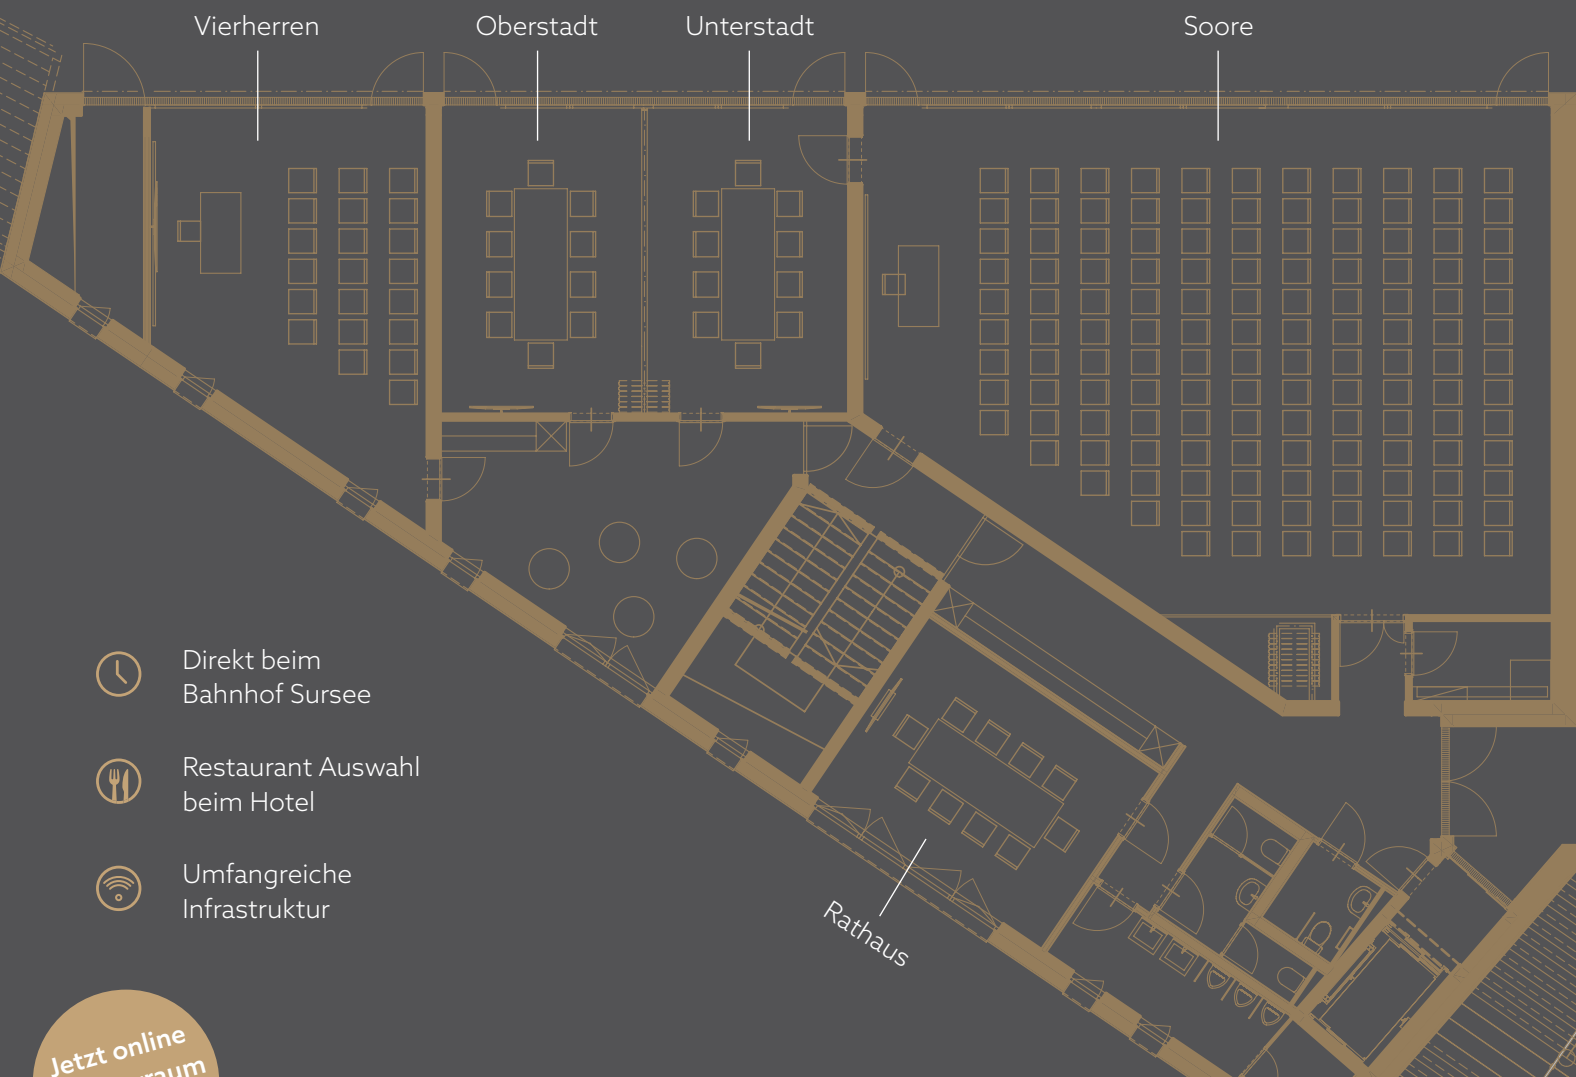 Vierherren
Oberstadt
Unterstadt
Soore
Direkt beim
Bahnhof Sursee
Restaurant Auswahl
beim Hotel
Umfangreiche
Infrastruktur
Rathaus
Jetzt online